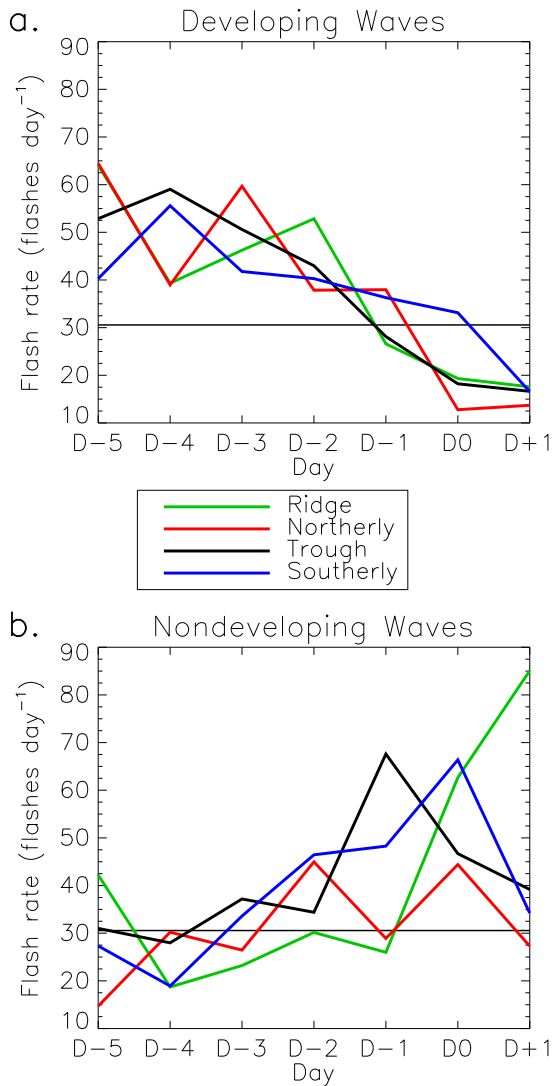 a.
Developing Waves
Flash rate (flashes day⁻¹)
90
80
70
60
50
40
30
20
10
D−5 D−4 D−3 D−2 D−1 D0 D+1
Day
Ridge
Northerly
Trough
Southerly
b.
Nondeveloping Waves
Flash rate (flashes day⁻¹)
90
80
70
60
50
40
30
20
10
D−5 D−4 D−3 D−2 D−1 D0 D+1
Day